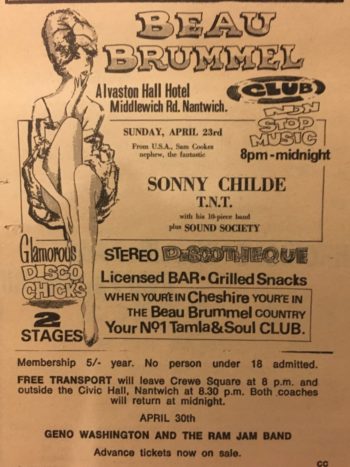 BEAU
BRUMMEL
CLUB
Alvaston Hall Hotel
Middlewich Rd. Nantwich.
NON
STOP
MUSIC
8pm-midnight
SUNDAY, APRIL 23rd
From U.S.A., Sam Cookes
nephew, the fantastic
SONNY CHILDE
T.N.T.
with his 10-piece band
plus SOUND SOCIETY
Glamorous
DISCO
CHICKS
2
STAGES
STEREO DISCOTHEQUE
Licensed BAR • Grilled Snacks
WHEN YOUR'E IN Cheshire YOUR'E IN
THE Beau Brummel COUNTRY
Your No1 Tamla & Soul CLUB.
Membership 5/- year. No person under 18 admitted.
FREE TRANSPORT will leave Crewe Square at 8 p.m. and
outside the Civic Hall, Nantwich at 8.30 p.m. Both coaches
will return at midnight.
APRIL 30th
GENO WASHINGTON AND THE RAM JAM BAND
Advance tickets now on sale.
CC